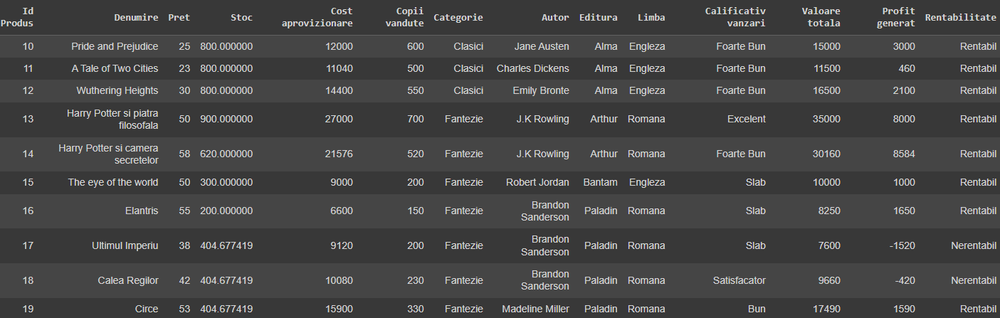 Id Produs Denumire Pret Stoc Cost aprovizionare Copii vandute Categorie Autor Editura Limba Calificativ vanzari Valoare totala Profit generat Rentabilitate
10 Pride and Prejudice 25 800.000000 12000 600 Clasici Jane Austen Alma Engleza Foarte Bun 15000 3000 Rentabil
11 A Tale of Two Cities 23 800.000000 11040 500 Clasici Charles Dickens Alma Engleza Foarte Bun 11500 460 Rentabil
12 Wuthering Heights 30 800.000000 14400 550 Clasici Emily Bronte Alma Engleza Foarte Bun 16500 2100 Rentabil
13 Harry Potter si piatra filosofala 50 900.000000 27000 700 Fantezie J.K Rowling Arthur Romana Excelent 35000 8000 Rentabil
14 Harry Potter si camera secretelor 58 620.000000 21576 520 Fantezie J.K Rowling Arthur Romana Foarte Bun 30160 8584 Rentabil
15 The eye of the world 50 300.000000 9000 200 Fantezie Robert Jordan Bantam Engleza Slab 10000 1000 Rentabil
16 Elantris 55 200.000000 6600 150 Fantezie Brandon Sanderson Paladin Romana Slab 8250 1650 Rentabil
17 Ultimul Imperiu 38 404.677419 9120 200 Fantezie Brandon Sanderson Paladin Romana Slab 7600 -1520 Nerentabil
18 Calea Regilor 42 404.677419 10080 230 Fantezie Brandon Sanderson Paladin Romana Satisfacator 9660 -420 Nerentabil
19 Circe 53 404.677419 15900 330 Fantezie Madeline Miller Paladin Romana Bun 17490 1590 Rentabil